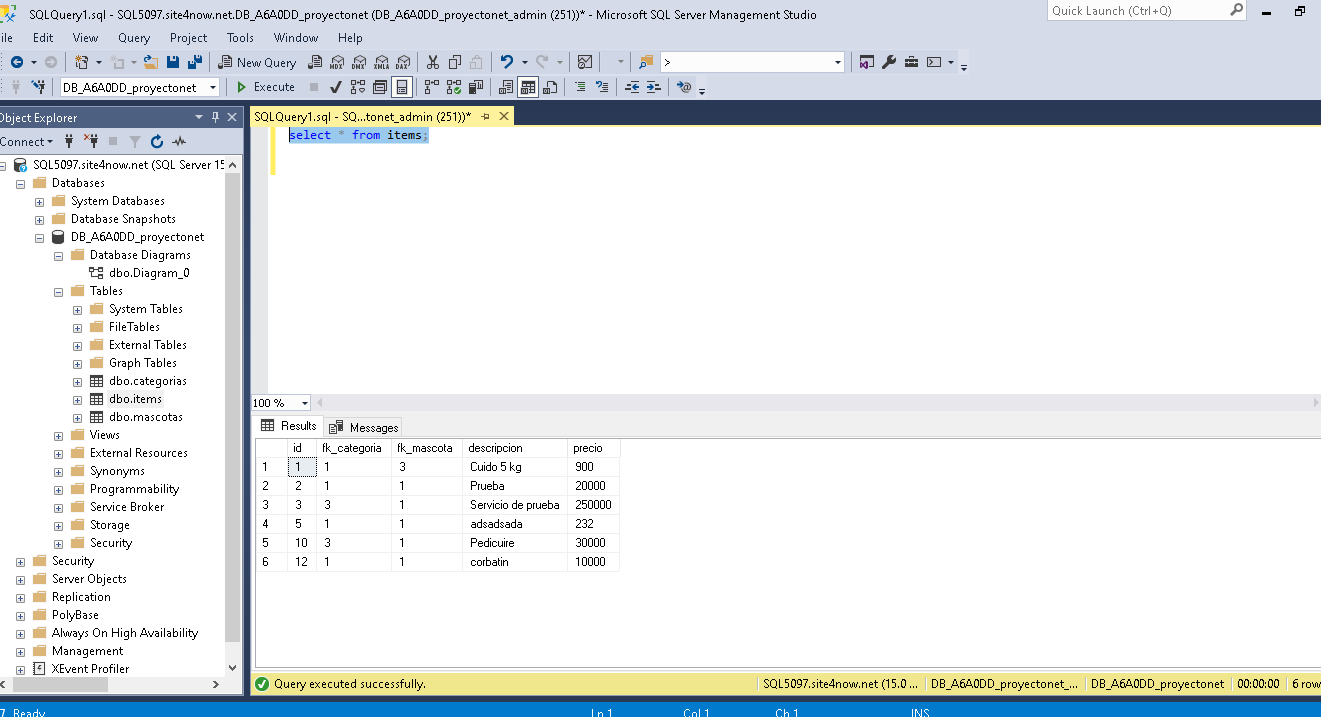 SQLQuery1.sql - SQL5097.site4now.net.DB_A6A0DD_proyectonet (DB_A6A0DD_proyectonet_admin (251))* - Microsoft SQL Server Management Studio
Quick Launch (Ctrl+Q)
ile Edit View Query Project Tools Window Help
New Query
MDX DMX XMLA DAX
>
DB_A6A0DD_proyectonet
Execute
Object Explorer
Connect
SQL5097.site4now.net (SQL Server 15
Databases
System Databases
Database Snapshots
DB_A6A0DD_proyectonet
Database Diagrams
dbo.Diagram_0
Tables
System Tables
FileTables
External Tables
Graph Tables
dbo.categorias
dbo.items
dbo.mascotas
Views
External Resources
Synonyms
Programmability
Service Broker
Storage
Security
Security
Server Objects
Replication
PolyBase
Always On High Availability
Management
XEvent Profiler
SQLQuery1.sql - SQ...tonet_admin (251))*
select * from items;
100 %
Results Messages
id fk_categoria fk_mascota descripcion precio
1 1 1 3 Cuido 5 kg 900
2 2 1 1 Prueba 20000
3 3 3 1 Servicio de prueba 250000
4 5 1 1 adsadsada 232
5 10 3 1 Pedicuire 30000
6 12 1 1 corbatin 10000
Query executed successfully.
SQL5097.site4now.net (15.0 ... DB_A6A0DD_proyectonet_... DB_A6A0DD_proyectonet 00:00:00 6 row
Ready Ln 1 Col 1 Ch 1 INS